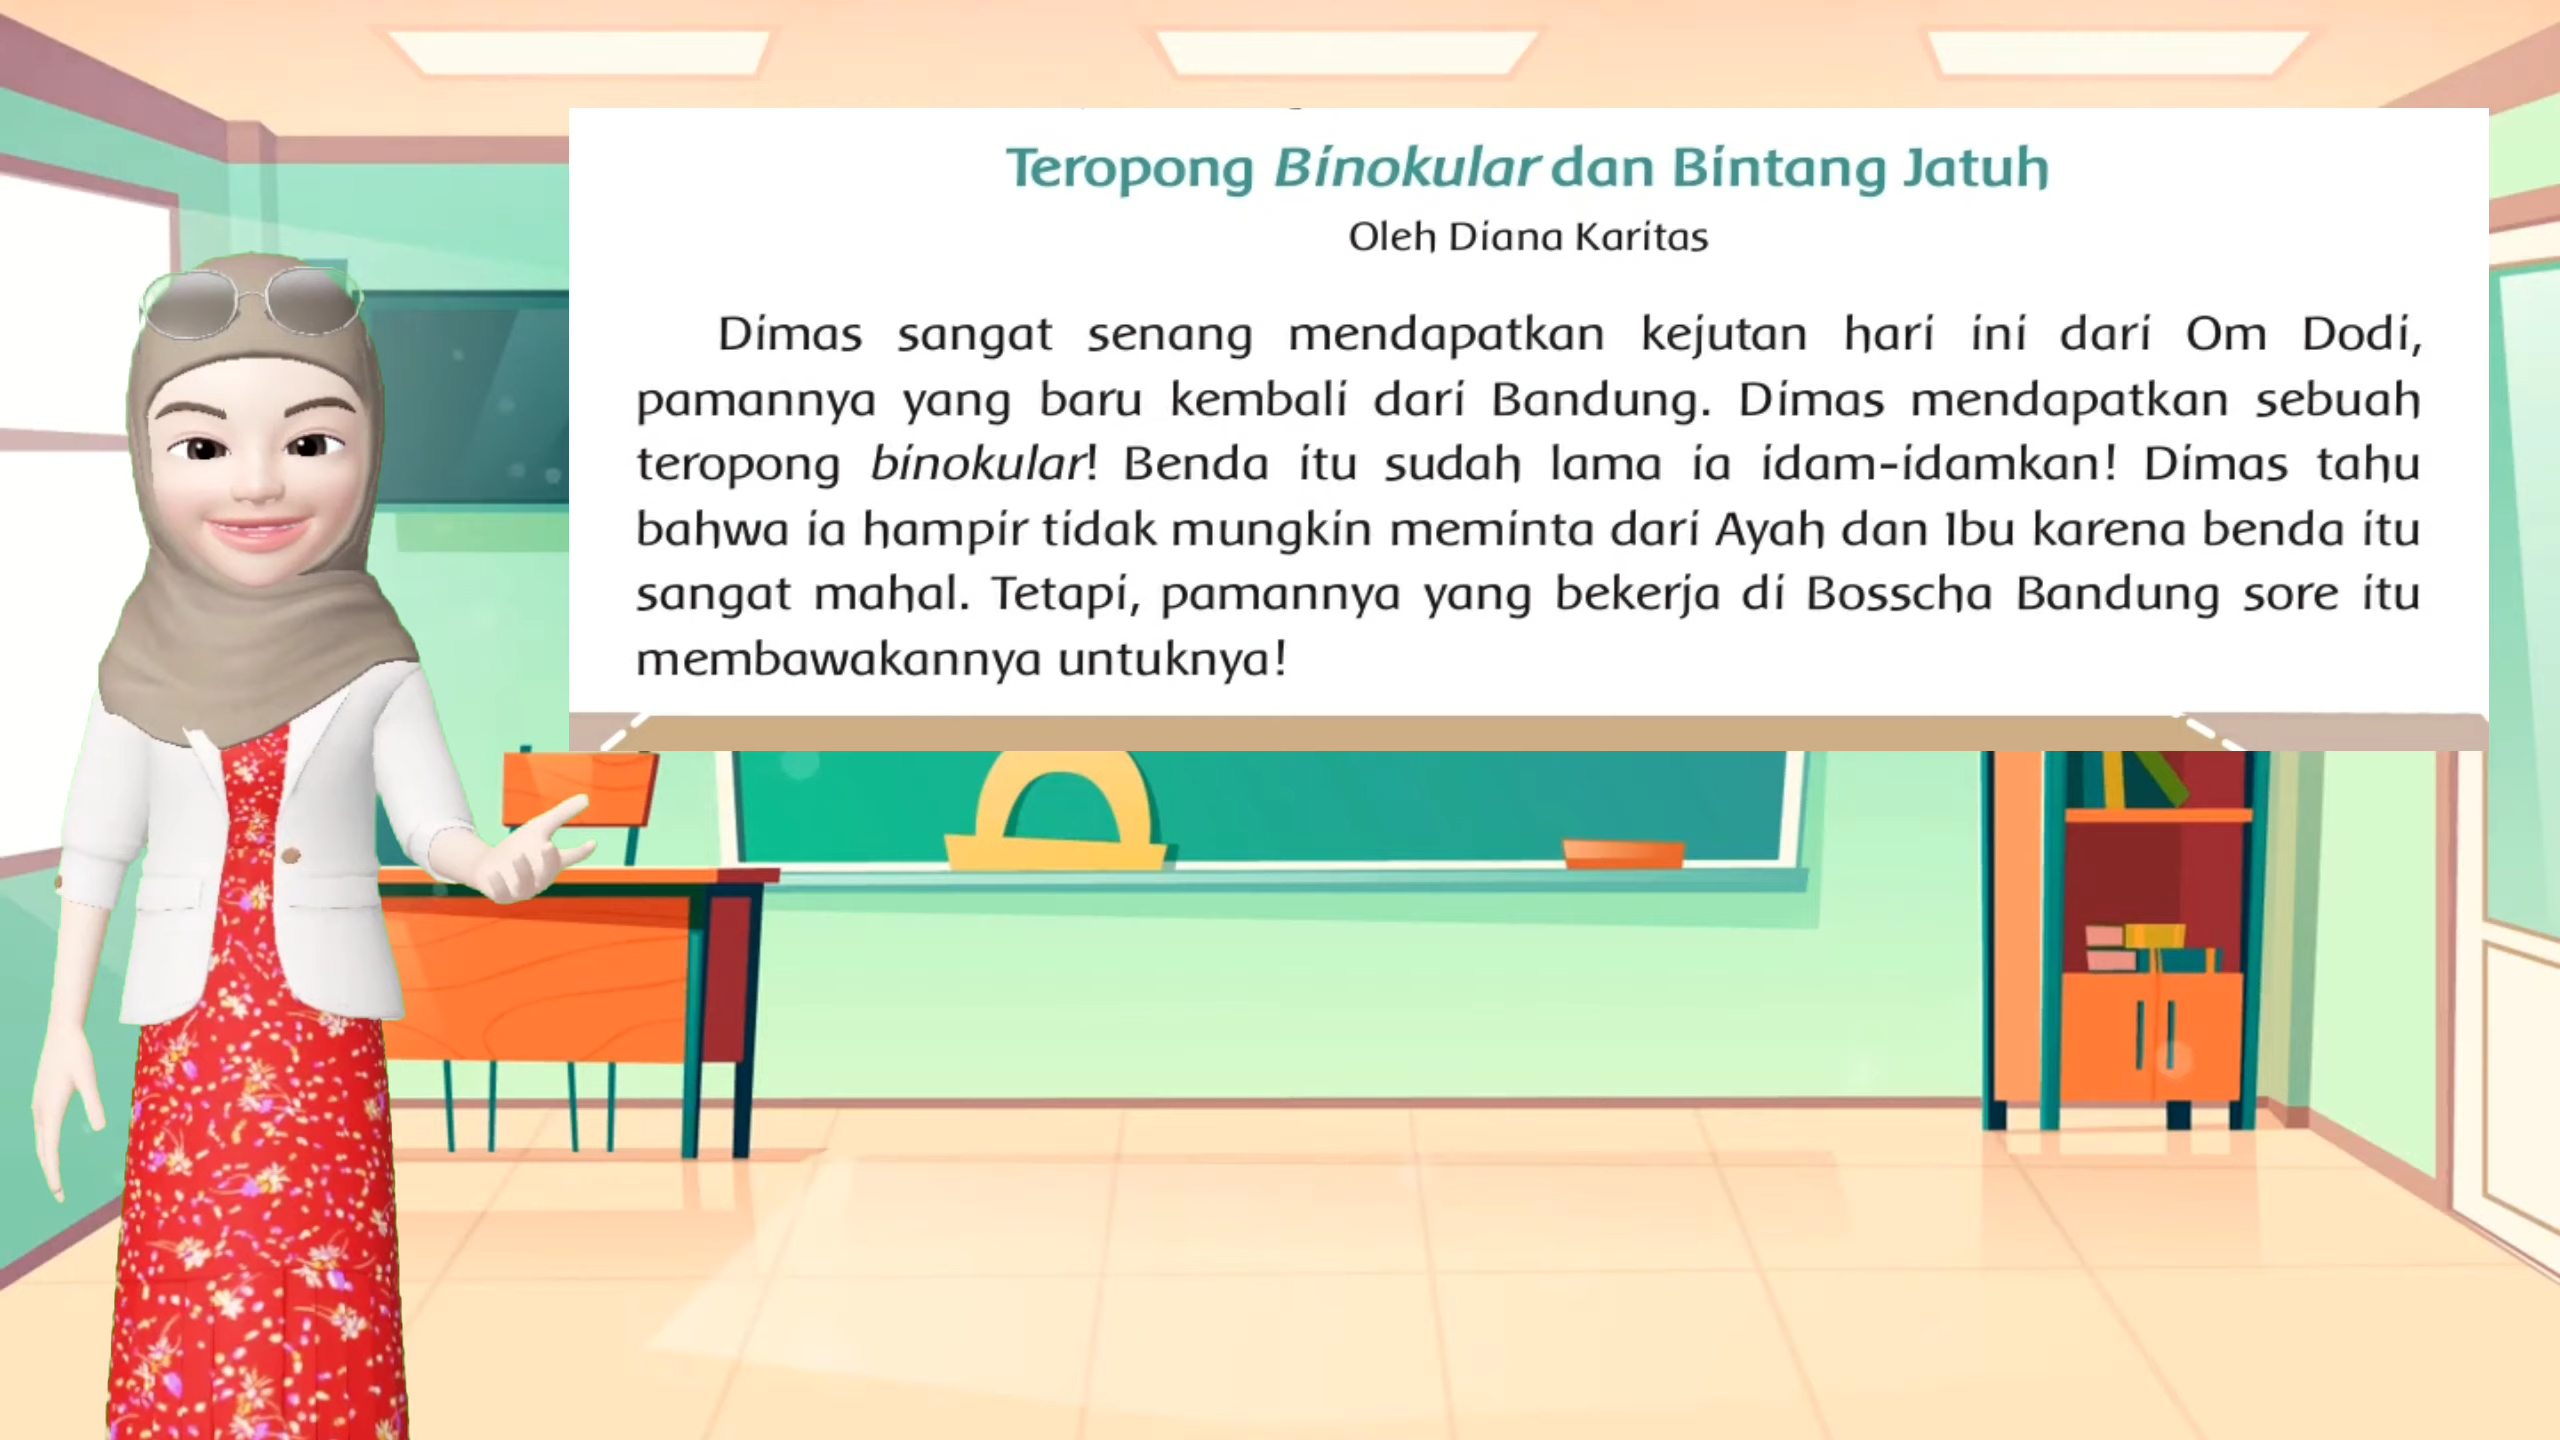 Teropong Binokular dan Bintang Jatuh
Oleh Diana Karitas
Dimas sangat senang mendapatkan kejutan hari ini dari Om Dodi,
pamannya yang baru kembali dari Bandung. Dimas mendapatkan sebuah
teropong binokular! Benda itu sudah lama ia idam-idamkan! Dimas tahu
bahwa ia hampir tidak mungkin meminta dari Ayah dan Ibu karena benda itu
sangat mahal. Tetapi, pamannya yang bekerja di Bosscha Bandung sore itu
membawakannya untuknya!